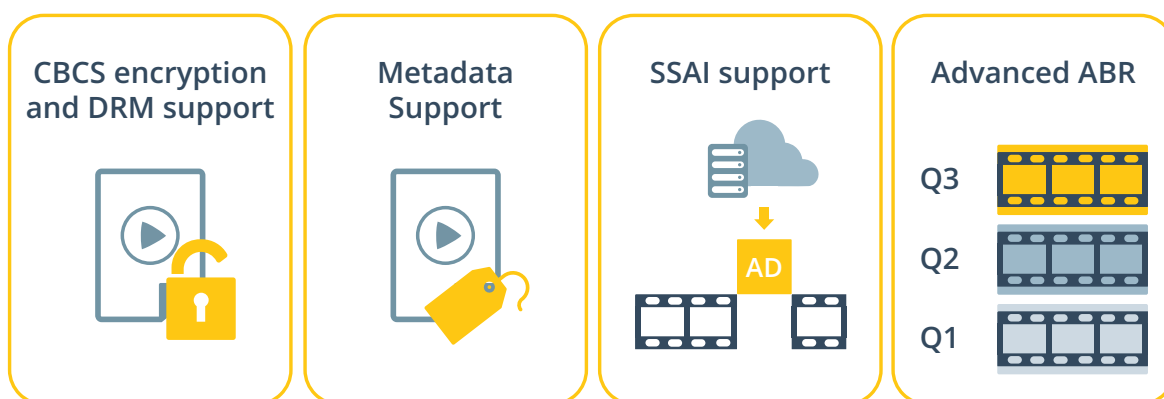 CBCS encryption
and DRM support
Metadata
Support
SSAI support
AD
Advanced ABR
Q3
Q2
Q1